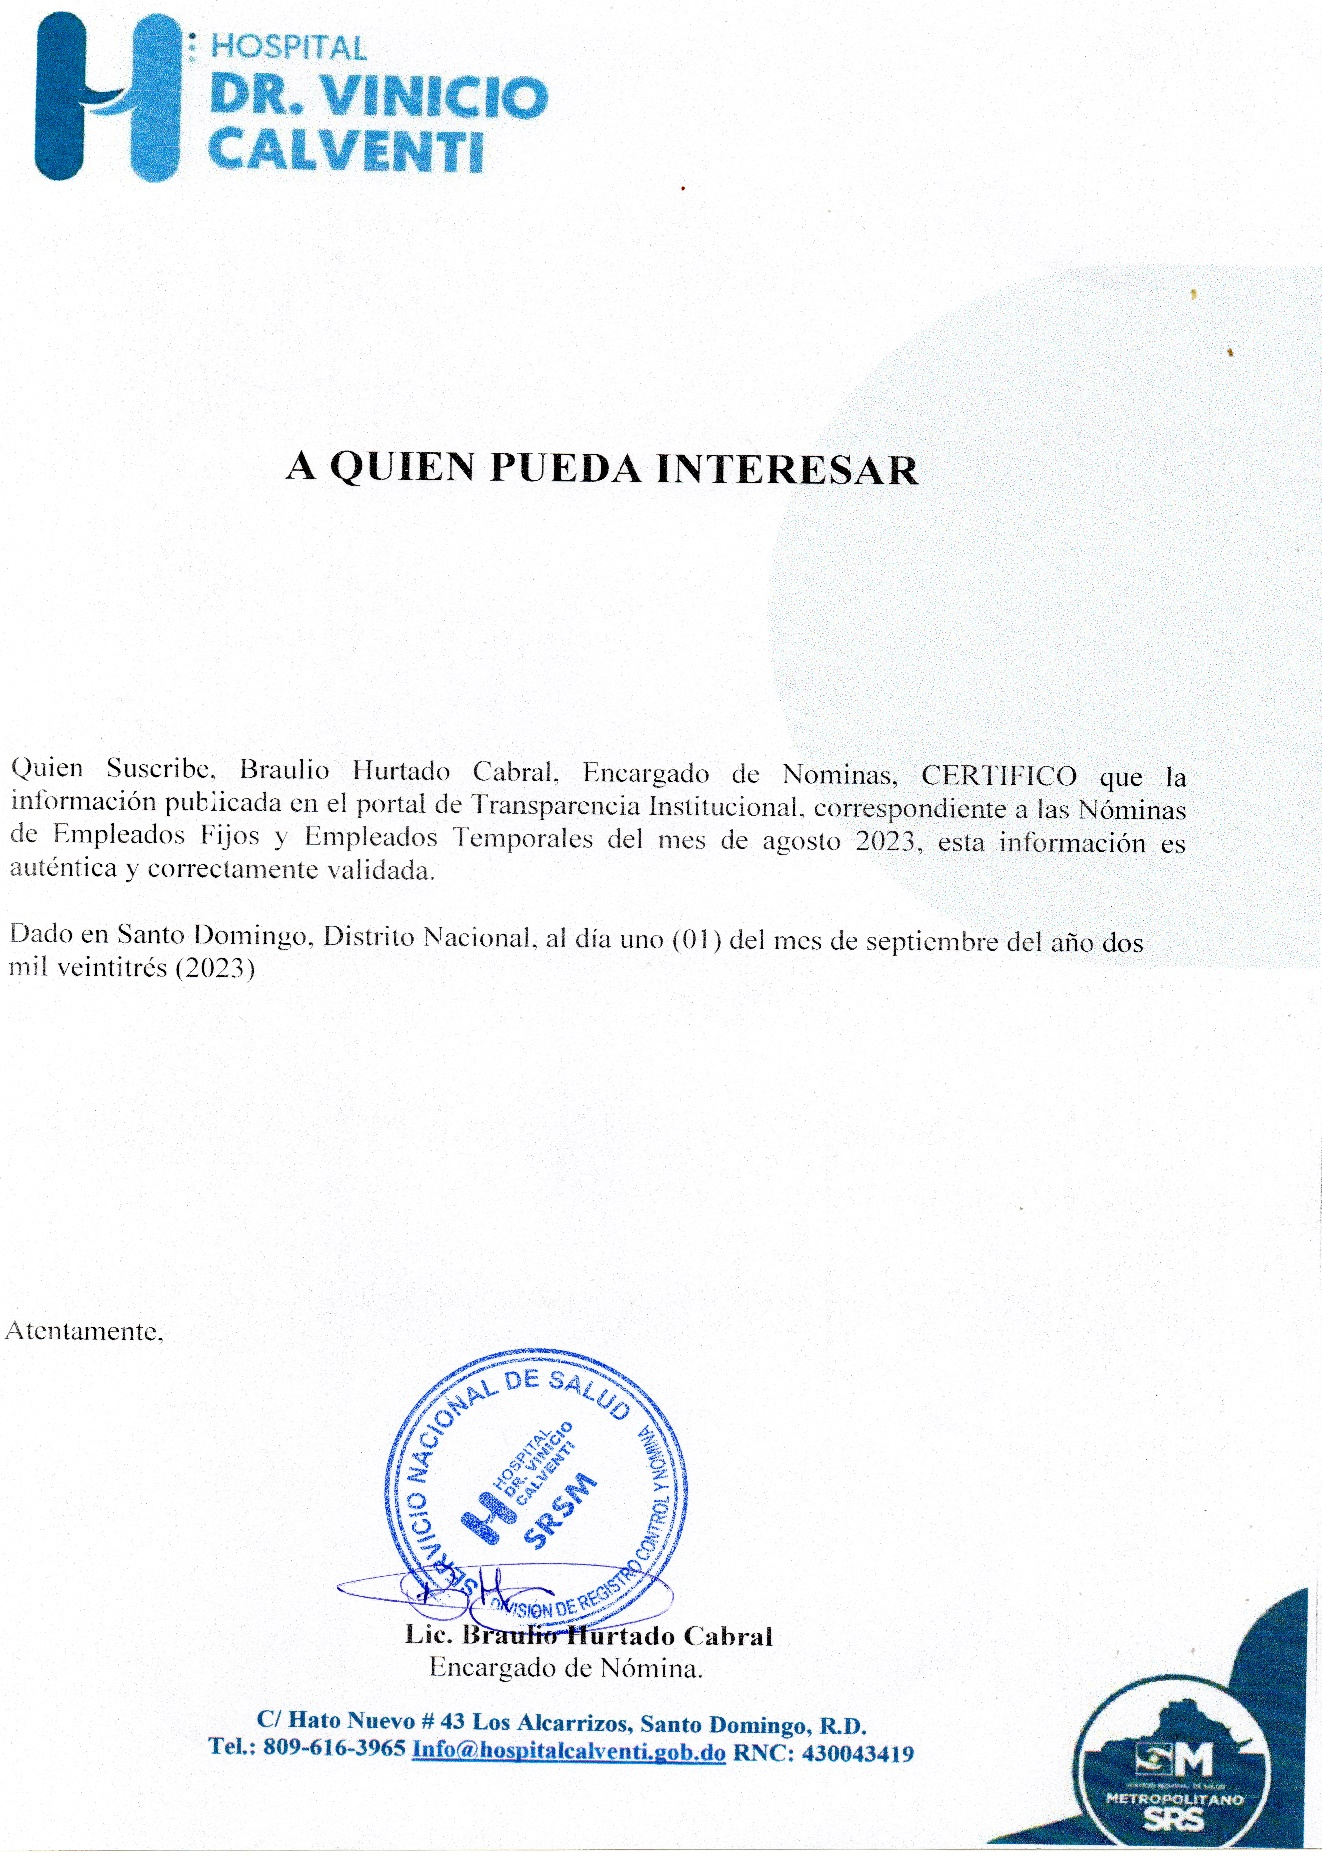 HOSPITAL
DR. VINICIO
CALVENTI
A QUIEN PUEDA INTERESAR
Quien Suscribe, Braulio Hurtado Cabral, Encargado de Nominas, CERTIFICO que la
información publicada en el portal de Transparencia Institucional, correspondiente a las Nóminas
de Empleados Fijos y Empleados Temporales del mes de agosto 2023, esta información es
auténtica y correctamente validada.
Dado en Santo Domingo, Distrito Nacional, al día uno (01) del mes de septiembre del año dos
mil veintitrés (2023)
Atentamente,
SERVICIO NACIONAL DE SALUD
HOSPITAL
DR. VINICIO
CALVENTI
SRSM
DIVISIÓN DE REGISTRO CONTROL Y NOMINA
Lic. Braulio Hurtado Cabral
Encargado de Nómina.
C/ Hato Nuevo # 43 Los Alcarrizos, Santo Domingo, R.D.
Tel.: 809-616-3965 Info@hospitalcalventi.gob.do RNC: 430043419
SM
METROPOLITANO
SRS